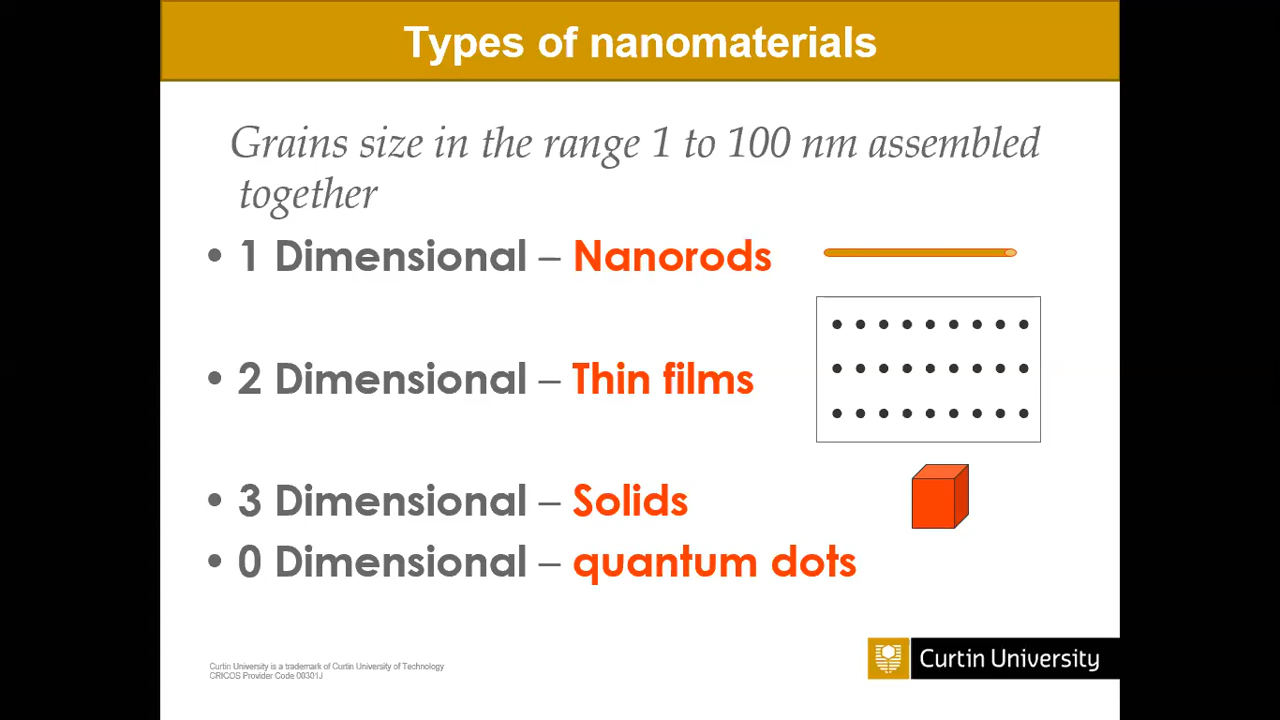 Types of nanomaterials
Grains size in the range 1 to 100 nm assembled
together
• 1 Dimensional – Nanorods
• 2 Dimensional – Thin films
• 3 Dimensional – Solids
• 0 Dimensional – quantum dots
Curtin University is a trademark of Curtin University of Technology
CRICOS Provider Code 00301J
Curtin University